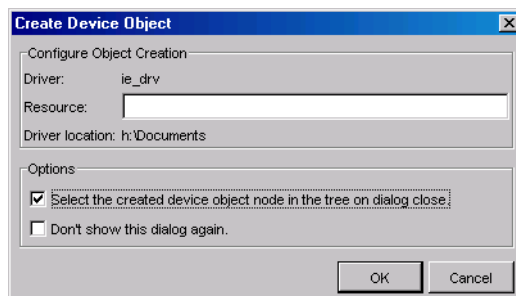 Create Device Object
Configure Object Creation
Driver: ie_drv
Resource:
Driver location: h:\Documents
Options
Select the created device object node in the tree on dialog close.
Don't show this dialog again.
OK Cancel